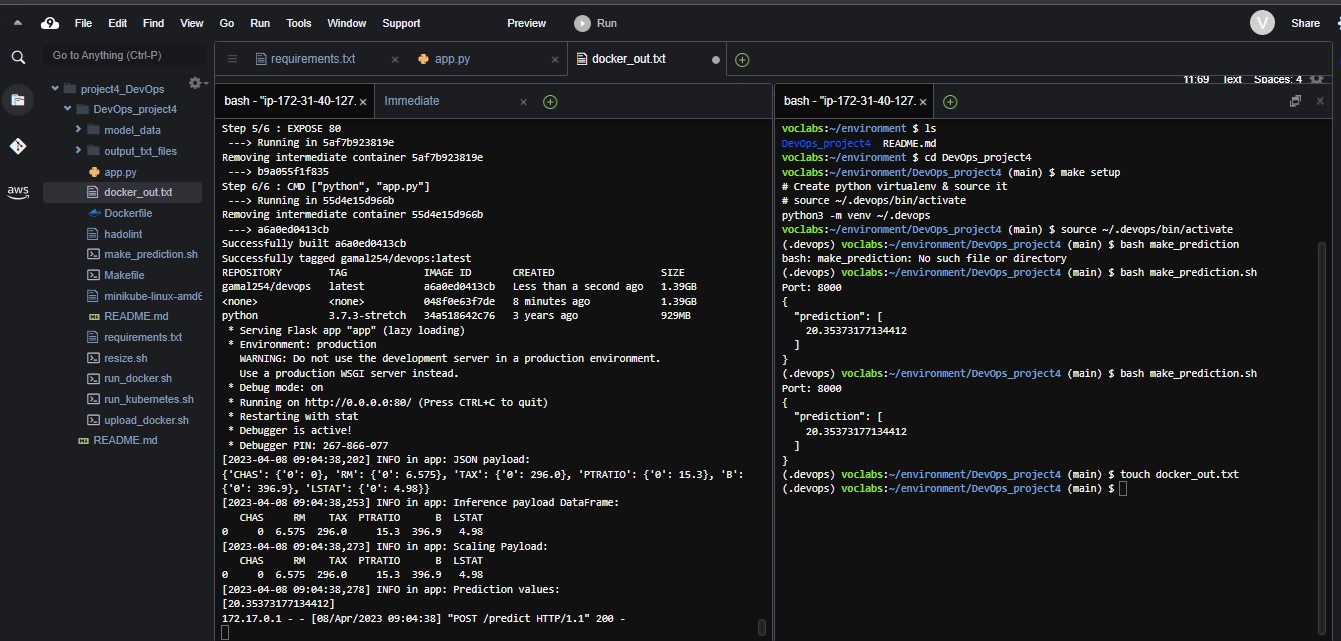 File Edit Find View Go Run Tools Window Support Preview Run V Share
Go to Anything (Ctrl-P)
requirements.txt app.py docker_out.txt
11:69 Text Spaces: 4
project4_DevOps
DevOps_project4
model_data
output_txt_files
app.py
docker_out.txt
Dockerfile
hadolint
make_prediction.sh
Makefile
minikube-linux-amd6
README.md
requirements.txt
resize.sh
run_docker.sh
run_kubernetes.sh
upload_docker.sh
README.md
aws
bash - "ip-172-31-40-127. Immediate
Step 5/6 : EXPOSE 80
---> Running in 5af7b923819e
Removing intermediate container 5af7b923819e
---> b9a055f1f835
Step 6/6 : CMD ["python", "app.py"]
---> Running in 55d4e15d966b
Removing intermediate container 55d4e15d966b
---> a6a0ed0413cb
Successfully built a6a0ed0413cb
Successfully tagged gamal254/devops:latest
REPOSITORY TAG IMAGE ID CREATED SIZE
gamal254/devops latest a6a0ed0413cb Less than a second ago 1.39GB
<none> <none> 048f0e63f7de 8 minutes ago 1.39GB
python 3.7.3-stretch 34a518642c76 3 years ago 929MB
* Serving Flask app "app" (lazy loading)
* Environment: production
WARNING: Do not use the development server in a production environment.
Use a production WSGI server instead.
* Debug mode: on
* Running on http://0.0.0.0:80/ (Press CTRL+C to quit)
* Restarting with stat
* Debugger is active!
* Debugger PIN: 267-866-077
[2023-04-08 09:04:38,202] INFO in app: JSON payload:
{'CHAS': {'0': 0}, 'RM': {'0': 6.575}, 'TAX': {'0': 296.0}, 'PTRATIO': {'0': 15.3}, 'B':
{'0': 396.9}, 'LSTAT': {'0': 4.98}}
[2023-04-08 09:04:38,253] INFO in app: Inference payload DataFrame:
CHAS RM TAX PTRATIO B LSTAT
0 0 6.575 296.0 15.3 396.9 4.98
[2023-04-08 09:04:38,273] INFO in app: Scaling Payload:
CHAS RM TAX PTRATIO B LSTAT
0 0 6.575 296.0 15.3 396.9 4.98
[2023-04-08 09:04:38,278] INFO in app: Prediction values:
[20.35373177134412]
172.17.0.1 - - [08/Apr/2023 09:04:38] "POST /predict HTTP/1.1" 200 -
bash - "ip-172-31-40-127.
voclabs:~/environment $ ls
DevOps_project4 README.md
voclabs:~/environment $ cd DevOps_project4
voclabs:~/environment/DevOps_project4 (main) $ make setup
# Create python virtualenv & source it
# source ~/.devops/bin/activate
python3 -m venv ~/.devops
voclabs:~/environment/DevOps_project4 (main) $ source ~/.devops/bin/activate
(.devops) voclabs:~/environment/DevOps_project4 (main) $ bash make_prediction
bash: make_prediction: No such file or directory
(.devops) voclabs:~/environment/DevOps_project4 (main) $ bash make_prediction.sh
Port: 8000
{
"prediction": [
20.35373177134412
]
}
(.devops) voclabs:~/environment/DevOps_project4 (main) $ bash make_prediction.sh
Port: 8000
{
"prediction": [
20.35373177134412
]
}
(.devops) voclabs:~/environment/DevOps_project4 (main) $ touch docker_out.txt
(.devops) voclabs:~/environment/DevOps_project4 (main) $